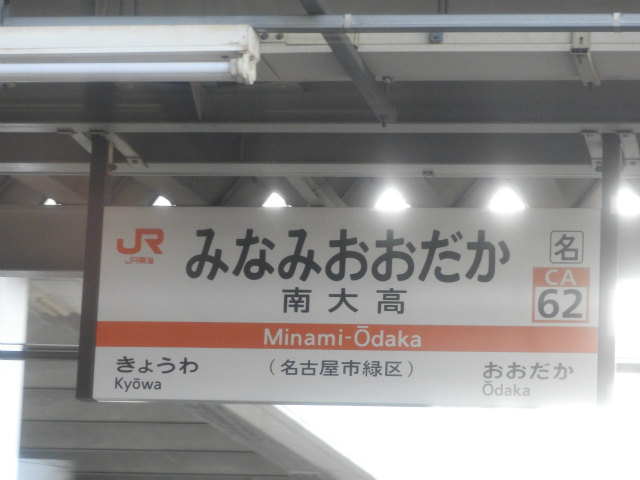 JR
JR東海
みなみおおだか
名
南大高
CA
62
Minami-Ōdaka
きょうわ
Kyōwa
（名古屋市緑区）
おおだか
Ōdaka